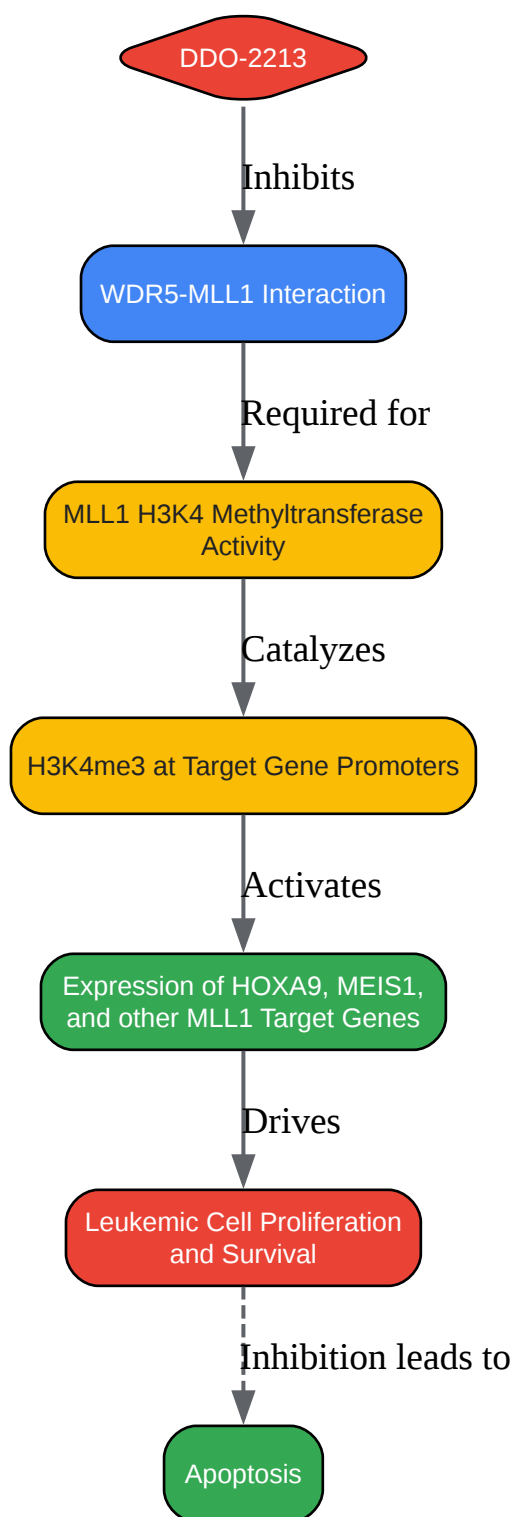 DDO-2213
Inhibits
WDR5-MLL1 Interaction
Required for
MLL1 H3K4 Methyltransferase
Activity
Catalyzes
H3K4me3 at Target Gene Promoters
Activates
Expression of HOXA9, MEIS1,
and other MLL1 Target Genes
Drives
Leukemic Cell Proliferation
and Survival
Inhibition leads to
Apoptosis